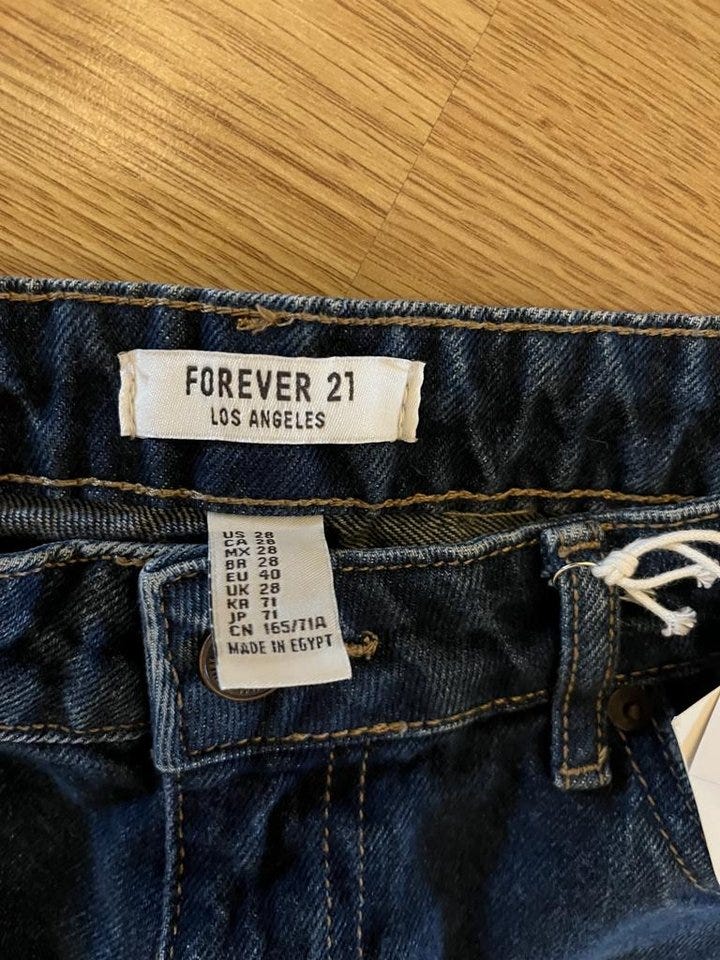 FOREVER 21
LOS ANGELES
US 28
CA 28
MX 28
BR 28
EU 40
UK 28
KR 71
JP 71
CN 165/71A
MADE IN EGYPT